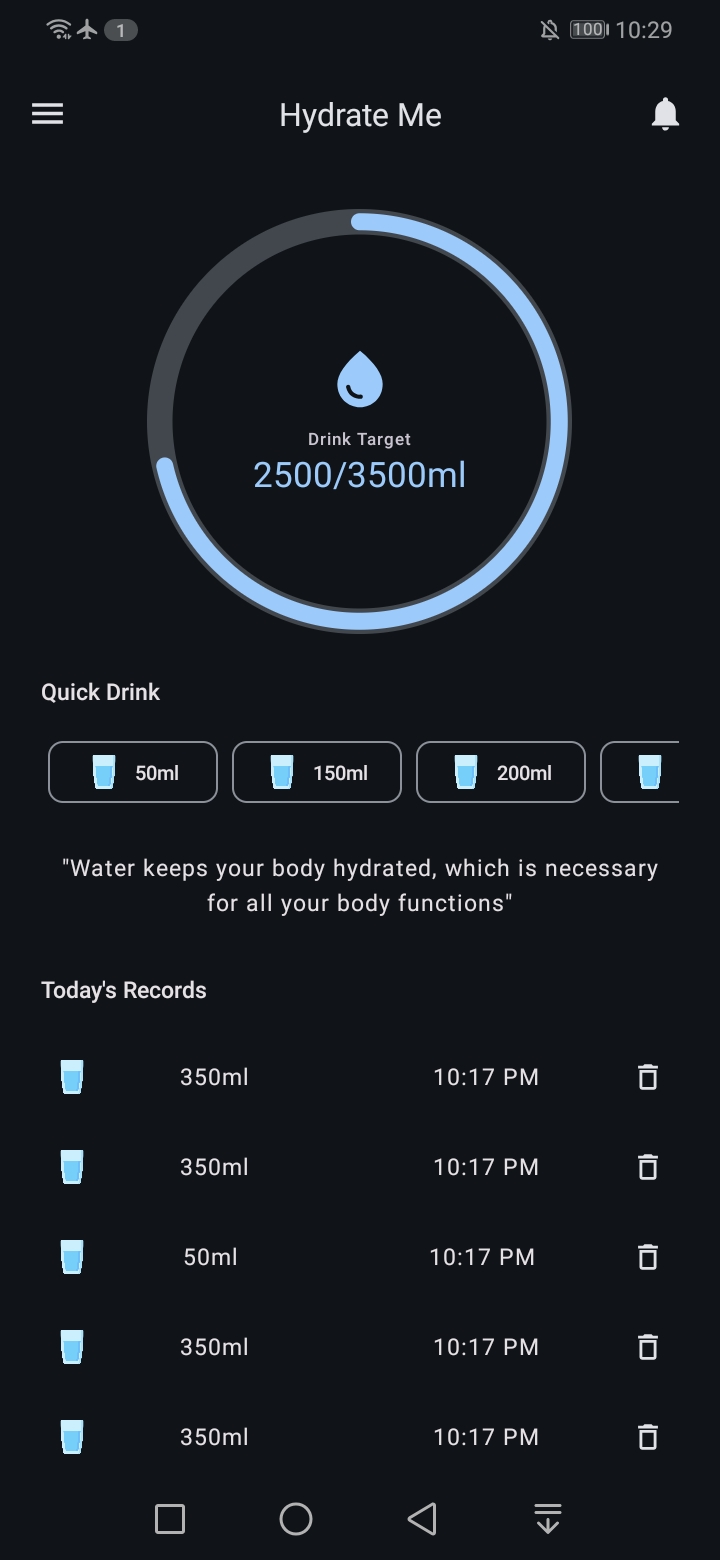 1
100
10:29
Hydrate Me
Drink Target
2500/3500ml
Quick Drink
50ml
150ml
200ml
"Water keeps your body hydrated, which is necessary
for all your body functions"
Today's Records
350ml 10:17 PM
350ml 10:17 PM
50ml 10:17 PM
350ml 10:17 PM
350ml 10:17 PM